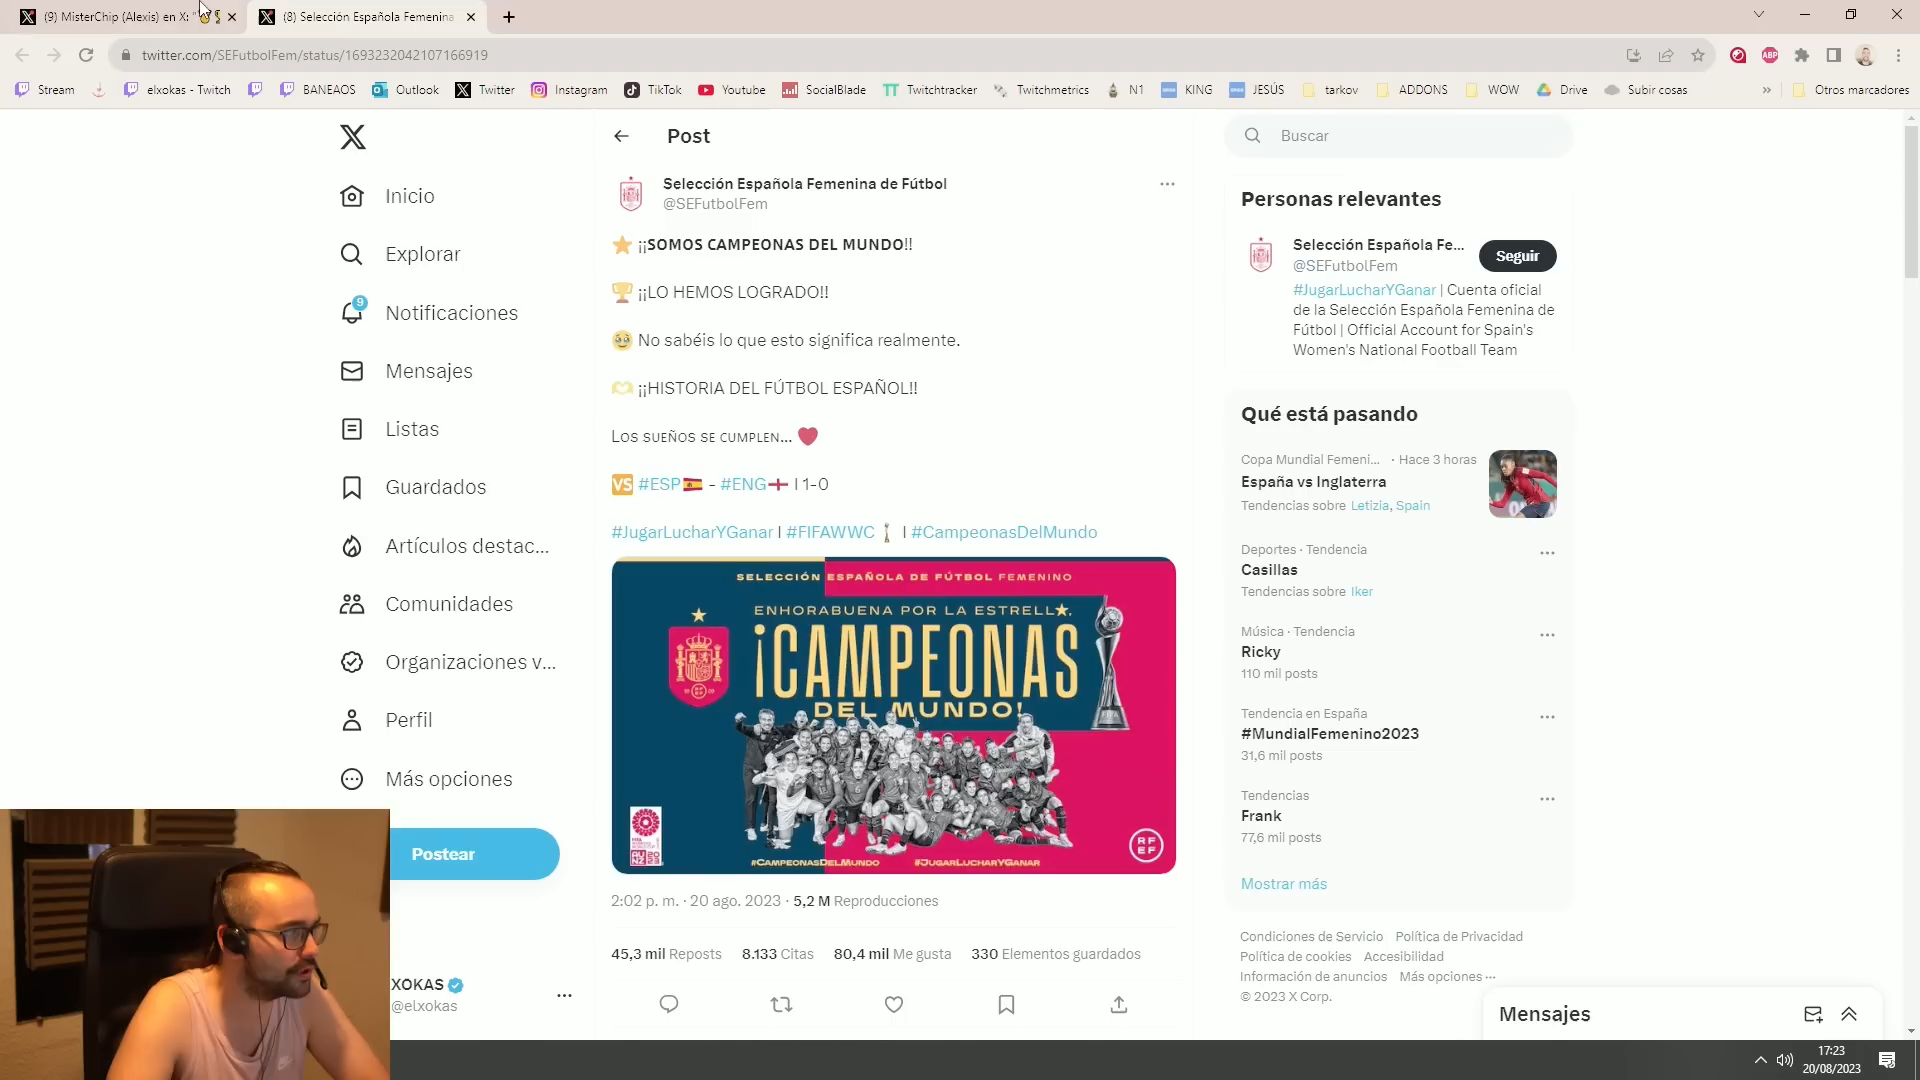 (9) MisterChip (Alexis) en X: "
(8) Selección Española Femenina
twitter.com/SEFutbolFem/status/1693232042107166919
Stream
elxokas - Twitch
BANEAOS
Outlook
Twitter
Instagram
TikTok
Youtube
SocialBlade
Twitchtracker
Twitchmetrics
N1
KING
JESÚS
tarkov
ADDONS
WOW
Drive
Subir cosas
»
Otros marcadores
ABP
X
Inicio
Explorar
9
Notificaciones
Mensajes
Listas
Guardados
Artículos destac...
Comunidades
Organizaciones v...
Perfil
Más opciones
Postear
XOKAS
@elxokas
Post
Selección Española Femenina de Fútbol
@SEFutbolFem
⭐ ¡¡SOMOS CAMPEONAS DEL MUNDO!!
🏆 ¡¡LO HEMOS LOGRADO!!
🥹 No sabéis lo que esto significa realmente.
🫶 ¡¡HISTORIA DEL FÚTBOL ESPAÑOL!!
Los sueños se cumplen... ❤️
🆚 #ESP🇪🇸 - #ENG🏴󠁧󠁢󠁥󠁮󠁧󠁿 | 1-0
#JugarLucharYGanar | #FIFAWWC | #CampeonasDelMundo
SELECCIÓN ESPAÑOLA DE FÚTBOL FEMENINO
ENHORABUENA POR LA ESTRELL★,
¡CAMPEONAS
DEL MUNDO!
RFEF
#CampeonasDelMundo
#JugarLucharYGanar
2:02 p. m. · 20 ago. 2023 · 5,2 M Reproducciones
45,3 mil Reposts 8.133 Citas 80,4 mil Me gusta 330 Elementos guardados
Buscar
Personas relevantes
Selección Española Fe...
@SEFutbolFem
Seguir
#JugarLucharYGanar | Cuenta oficial
de la Selección Española Femenina de
Fútbol | Official Account for Spain's
Women's National Football Team
Qué está pasando
Copa Mundial Femeni... · Hace 3 horas
España vs Inglaterra
Tendencias sobre Letizia, Spain
Deportes · Tendencia
Casillas
Tendencias sobre Iker
Música · Tendencia
Ricky
110 mil posts
Tendencia en España
#MundialFemenino2023
31,6 mil posts
Tendencias
Frank
77,6 mil posts
Mostrar más
Condiciones de Servicio Política de Privacidad
Política de cookies Accesibilidad
Información de anuncios Más opciones ···
© 2023 X Corp.
Mensajes
17:23
20/08/2023